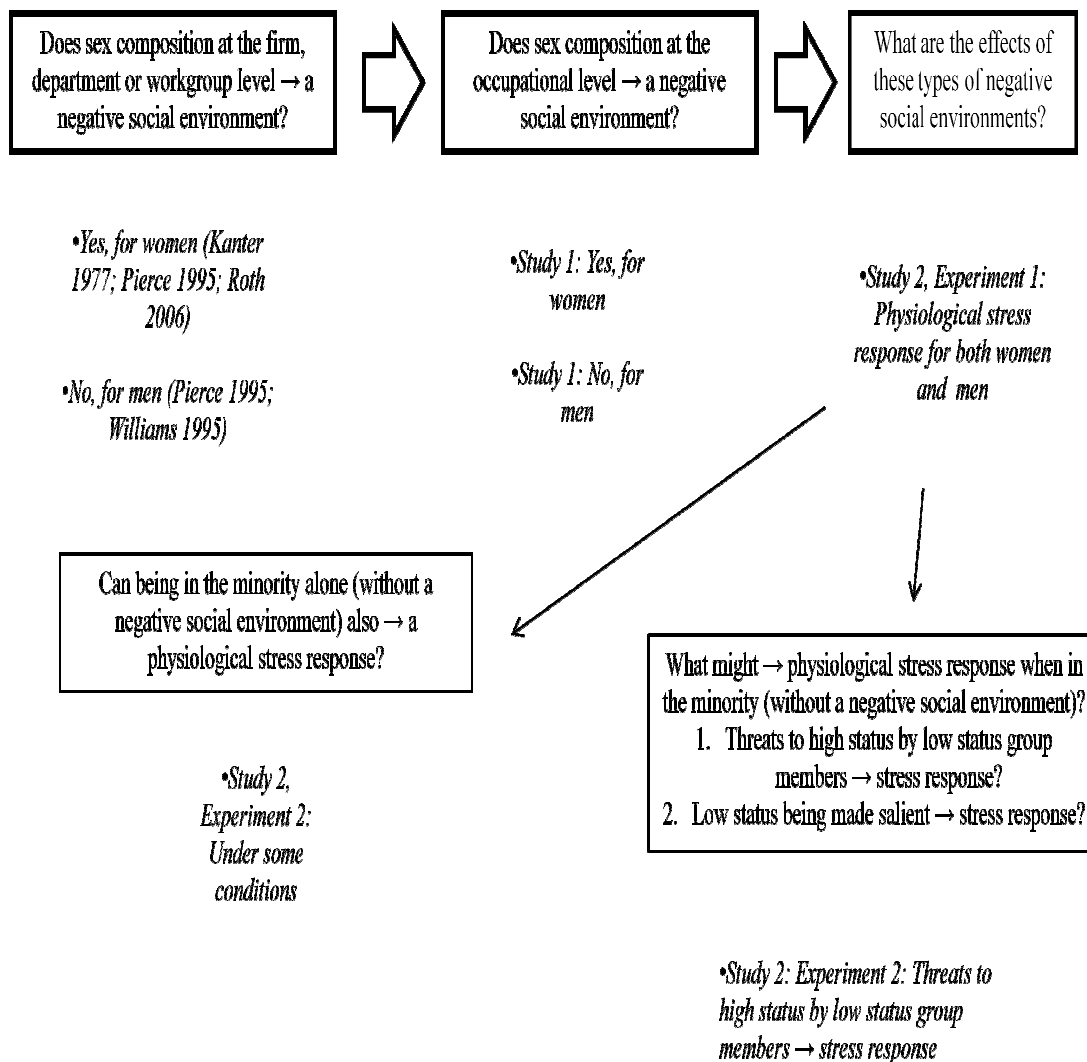 Does sex composition at the firm,
department or workgroup level → a
negative social environment?
Does sex composition at the
occupational level → a negative
social environment?
What are the effects of
these types of negative
social environments?
•Yes, for women (Kanter
1977; Pierce 1995; Roth
2006)
•No, for men (Pierce 1995;
Williams 1995)
•Study 1: Yes, for
women
•Study 1: No, for
men
•Study 2, Experiment 1:
Physiological stress
response for both women
and men
Can being in the minority alone (without a
negative social environment) also → a
physiological stress response?
What might → physiological stress response when in
the minority (without a negative social environment)?
1. Threats to high status by low status group
members → stress response?
2. Low status being made salient → stress response?
•Study 2,
Experiment 2:
Under some
conditions
•Study 2: Experiment 2: Threats to
high status by low status group
members → stress response